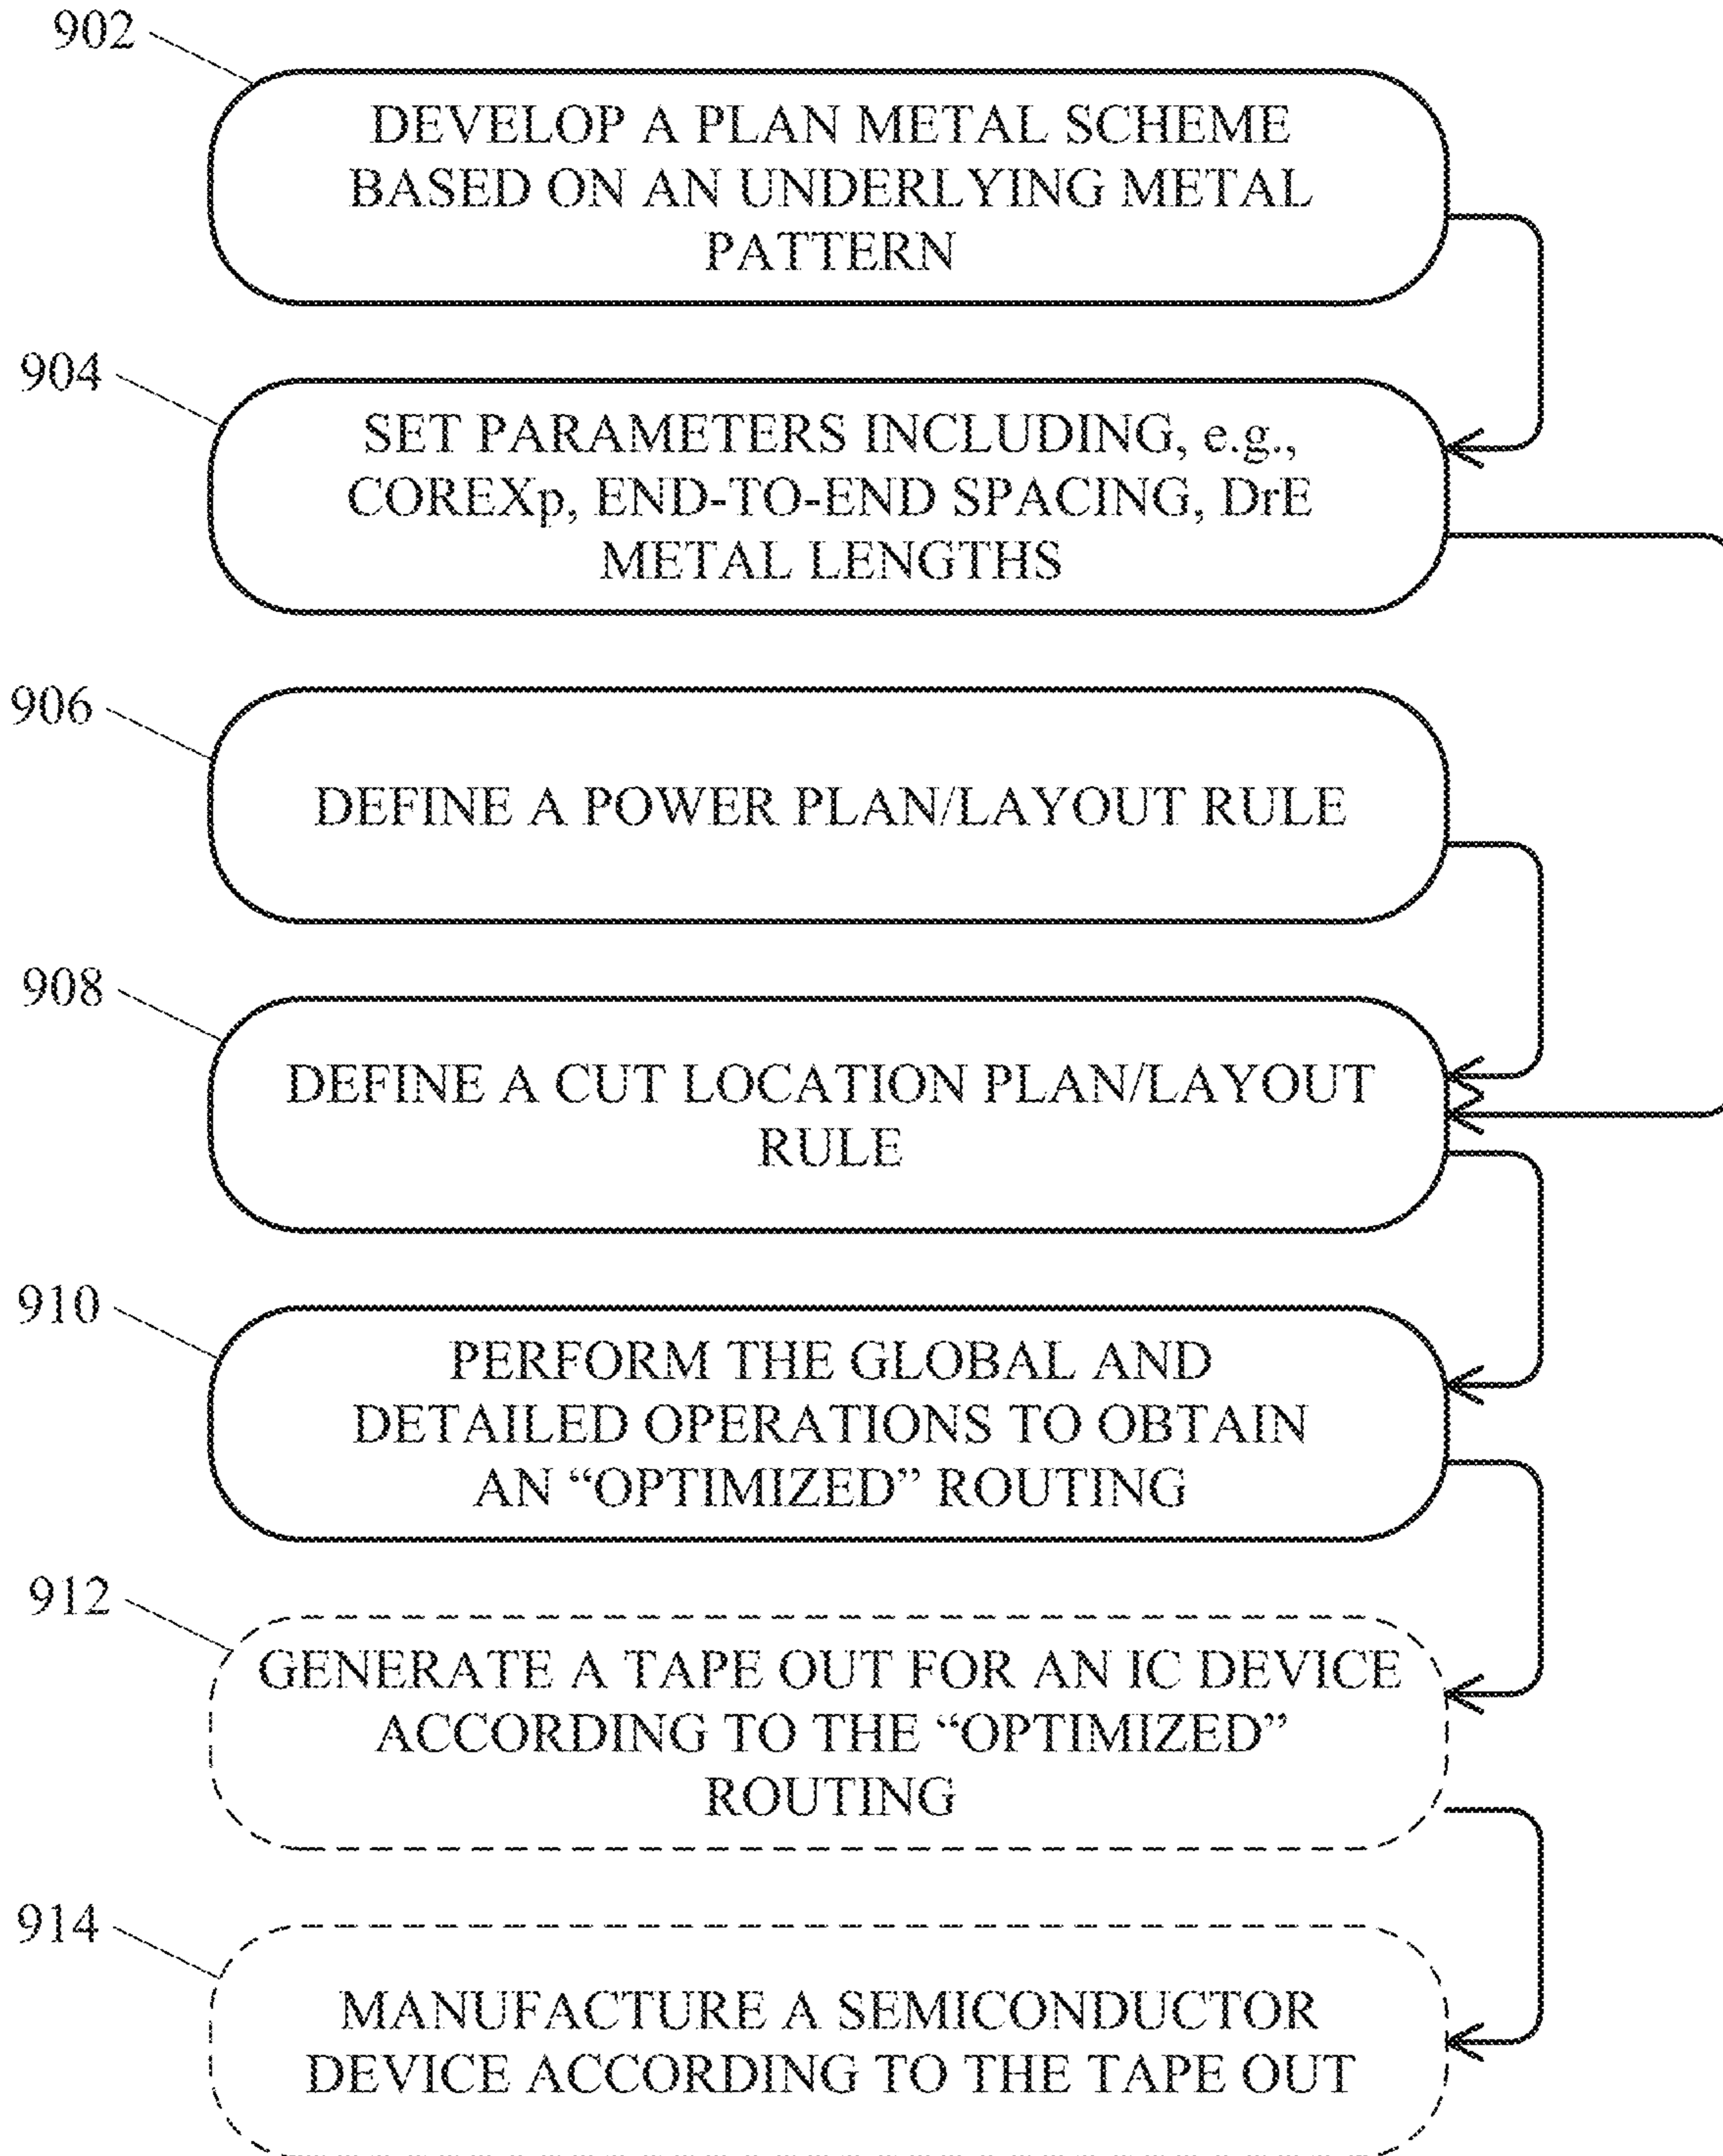 902
DEVELOP A PLAN METAL SCHEME
BASED ON AN UNDERLYING METAL
PATTERN
904
SET PARAMETERS INCLUDING, e.g.,
COREXp, END-TO-END SPACING, DrE
METAL LENGTHS
906
DEFINE A POWER PLAN/LAYOUT RULE
908
DEFINE A CUT LOCATION PLAN/LAYOUT
RULE
910
PERFORM THE GLOBAL AND
DETAILED OPERATIONS TO OBTAIN
AN “OPTIMIZED” ROUTING
912
GENERATE A TAPE OUT FOR AN IC DEVICE
ACCORDING TO THE “OPTIMIZED”
ROUTING
914
MANUFACTURE A SEMICONDUCTOR
DEVICE ACCORDING TO THE TAPE OUT